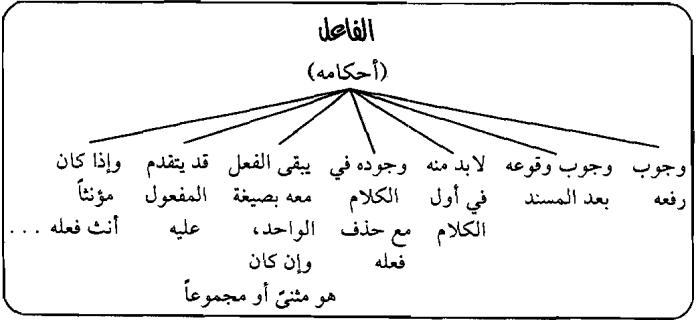 الفاعل
(أحكامه)
وجوب وجوب وقوعه لابد منه وجوده في يبقى الفعل قد يتقدم وإذا كان
رفعه بعد المسند في أول الكلام معه بصيغة المفعول مؤنثاً
الكلام مع حذف الواحد، عليه أنث فعله ...
فعله وإن كان
هو مثنىّ أو مجموعاً